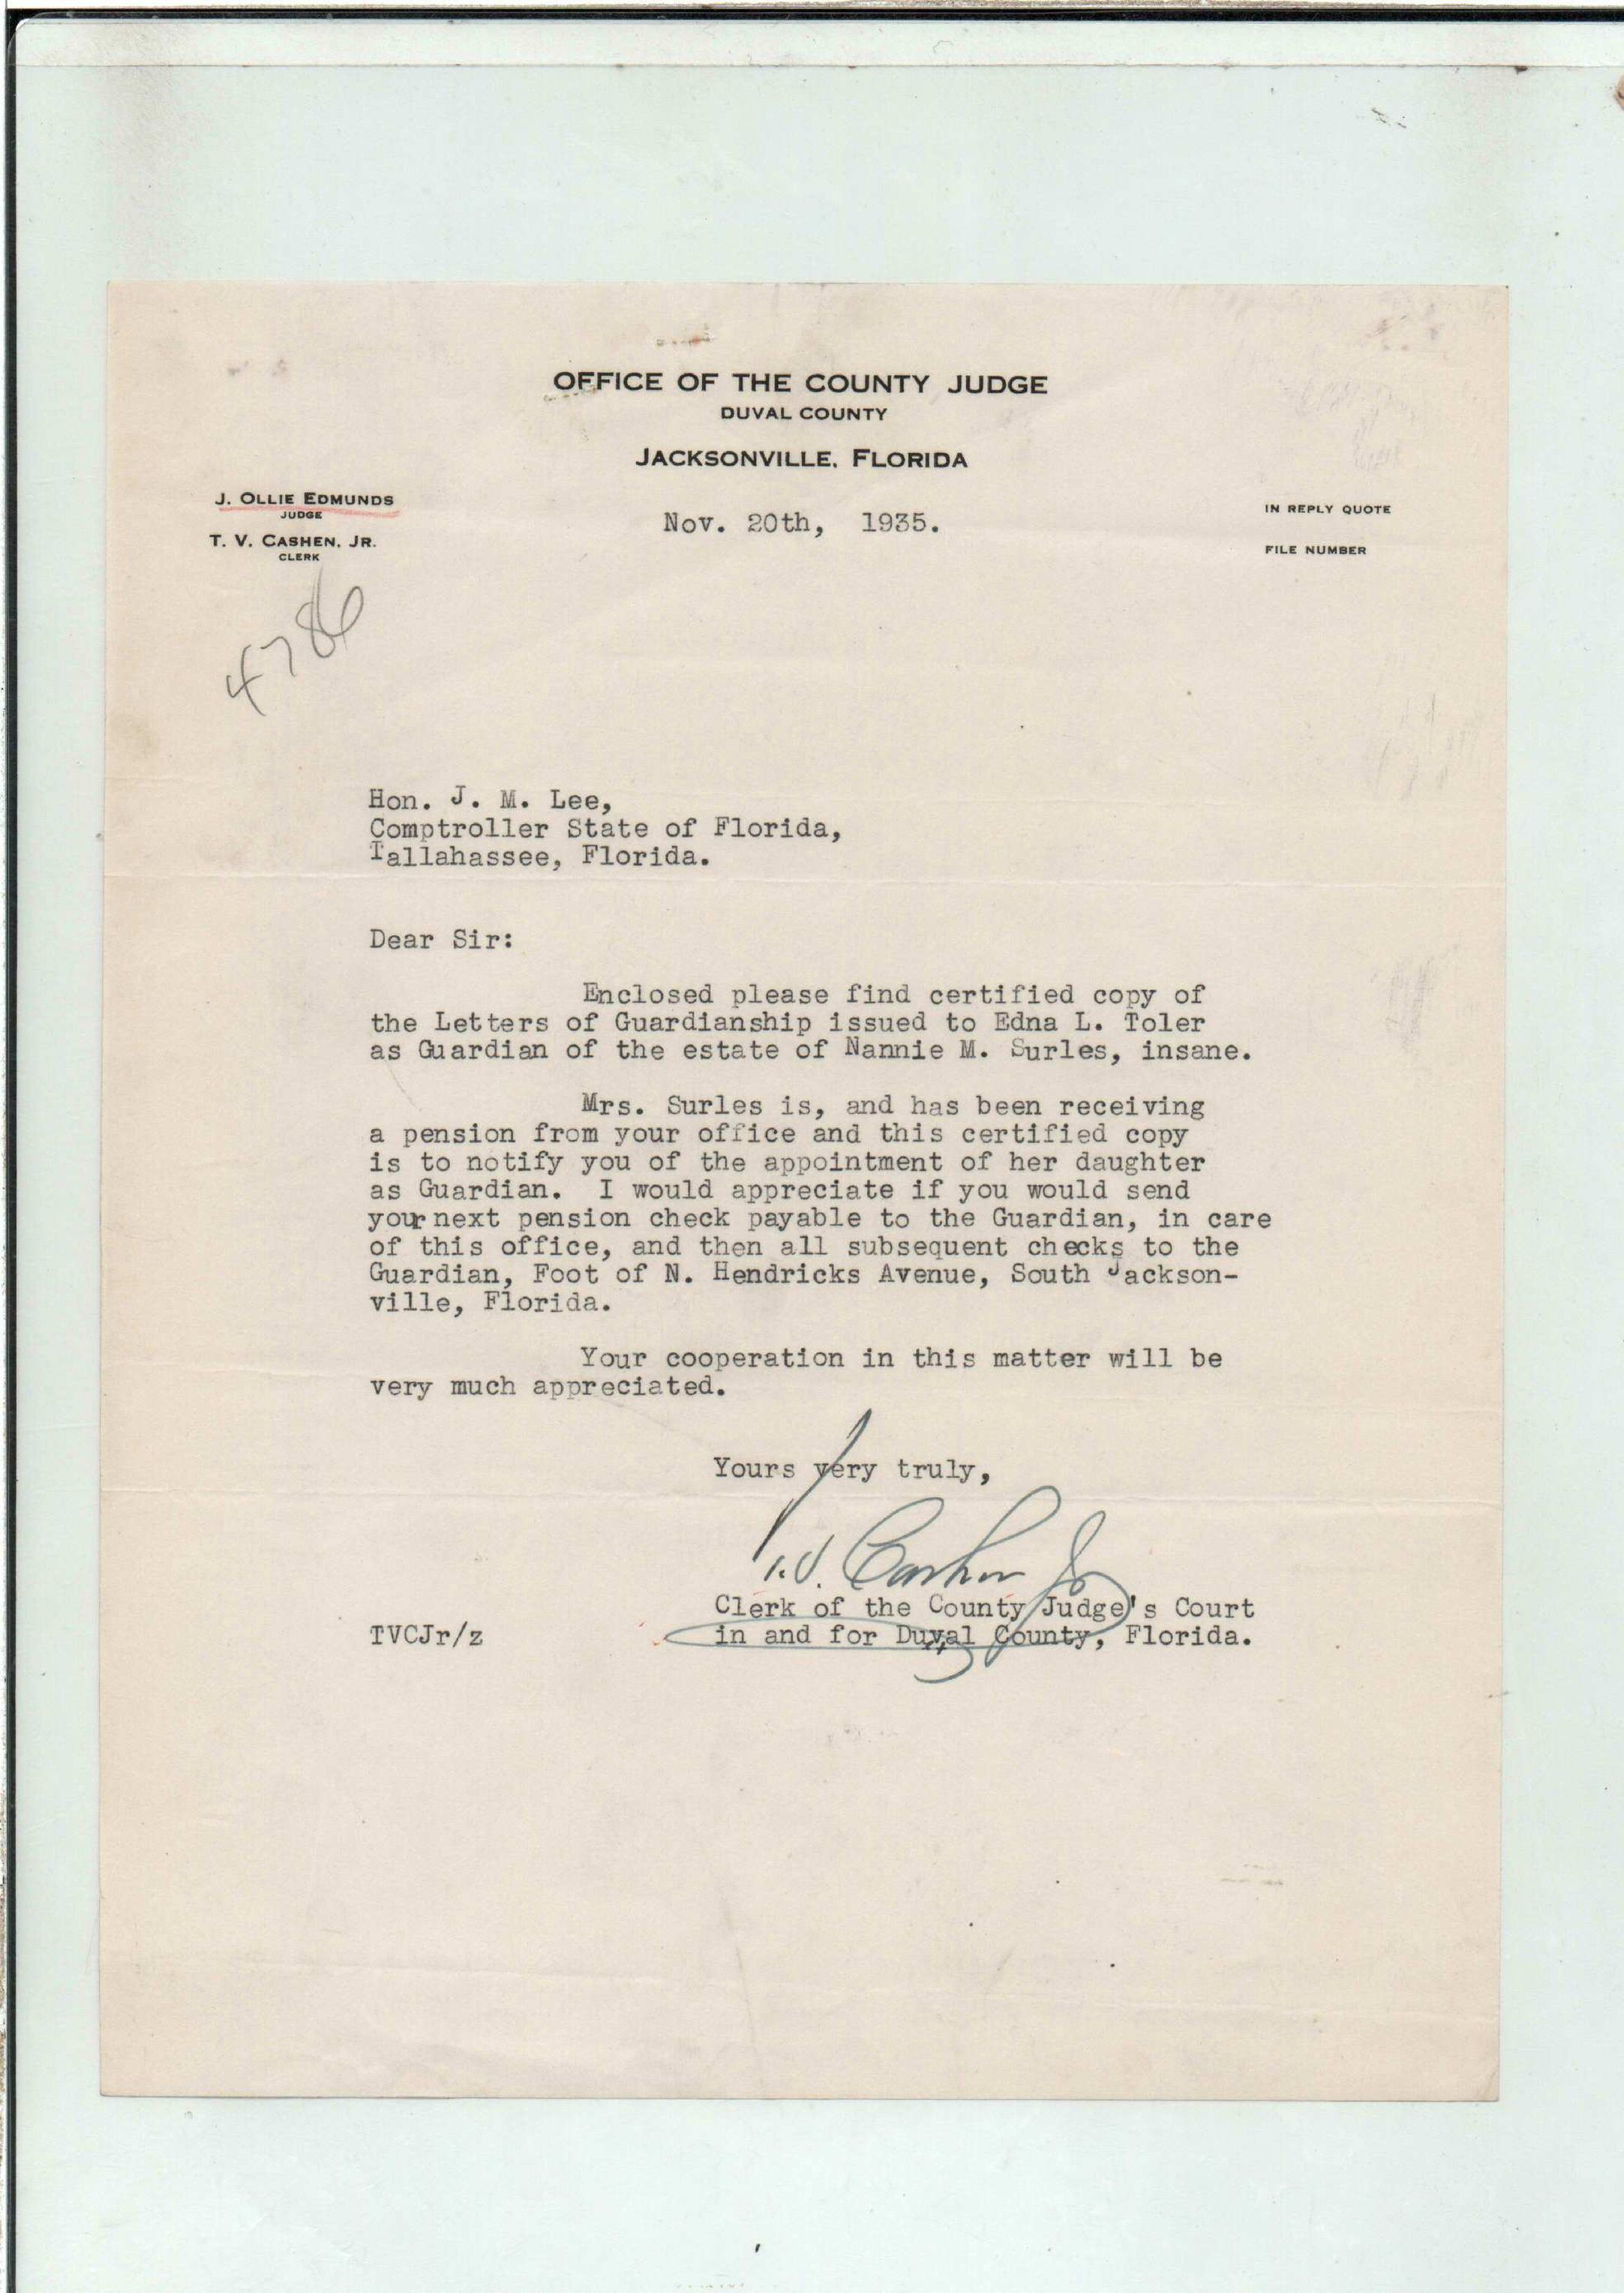 OFFICE OF THE COUNTY JUDGE
DUVAL COUNTY
JACKSONVILLE, FLORIDA
J. OLLIE EDMUNDS
JUDGE
T. V. CASHEN, JR.
CLERK
Nov. 20th, 1935.
IN REPLY QUOTE
FILE NUMBER
4786
Hon. J. M. Lee,
Comptroller State of Florida,
Tallahassee, Florida.
Dear Sir:
Enclosed please find certified copy of
the Letters of Guardianship issued to Edna L. Toler
as Guardian of the estate of Nannie M. Surles, insane.
Mrs. Surles is, and has been receiving
a pension from your office and this certified copy
is to notify you of the appointment of her daughter
as Guardian. I would appreciate if you would send
your next pension check payable to the Guardian, in care
of this office, and then all subsequent checks to the
Guardian, Foot of N. Hendricks Avenue, South Jackson-
ville, Florida.
Your cooperation in this matter will be
very much appreciated.
Yours very truly,
T.V. Cashen Jr
Clerk of the County Judge's Court
in and for Duval County, Florida.
TVCJr/z